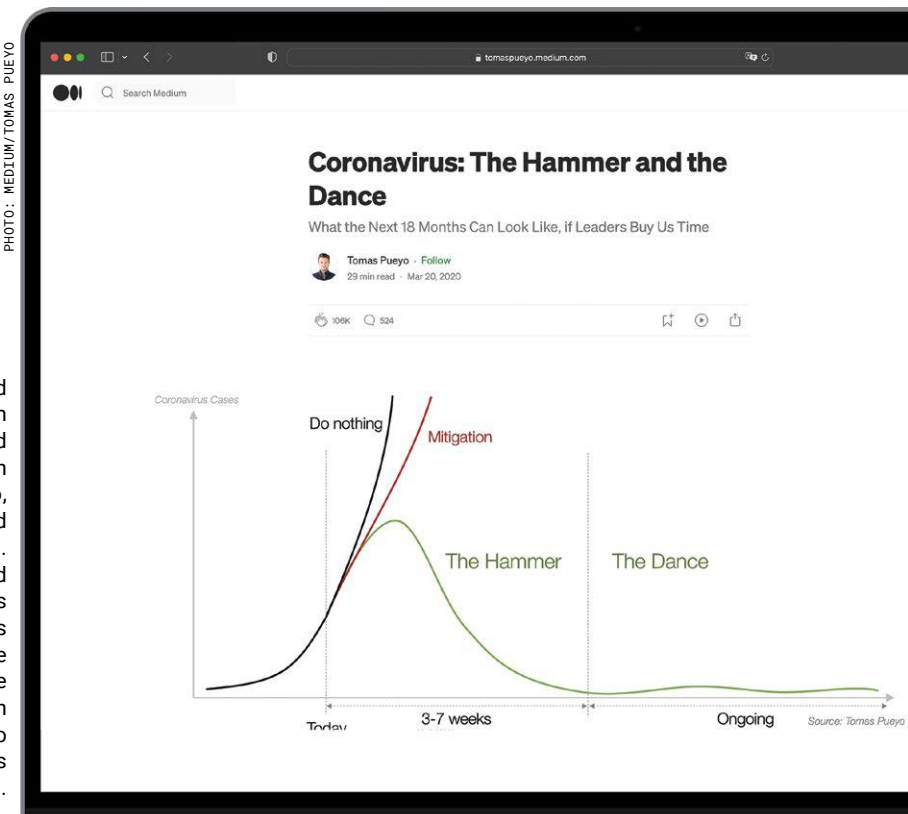 PHOTO: MEDIUM/TOMAS PUEYO
tomaspueyo.medium.com
Search Medium
Coronavirus: The Hammer and the
Dance
What the Next 18 Months Can Look Like, if Leaders Buy Us Time
Tomas Pueyo · Follow
29 min read · Mar 20, 2020
106K 524
Coronavirus Cases
Do nothing
Mitigation
The Hammer The Dance
Today 3-7 weeks Ongoing Source: Tomas Pueyo